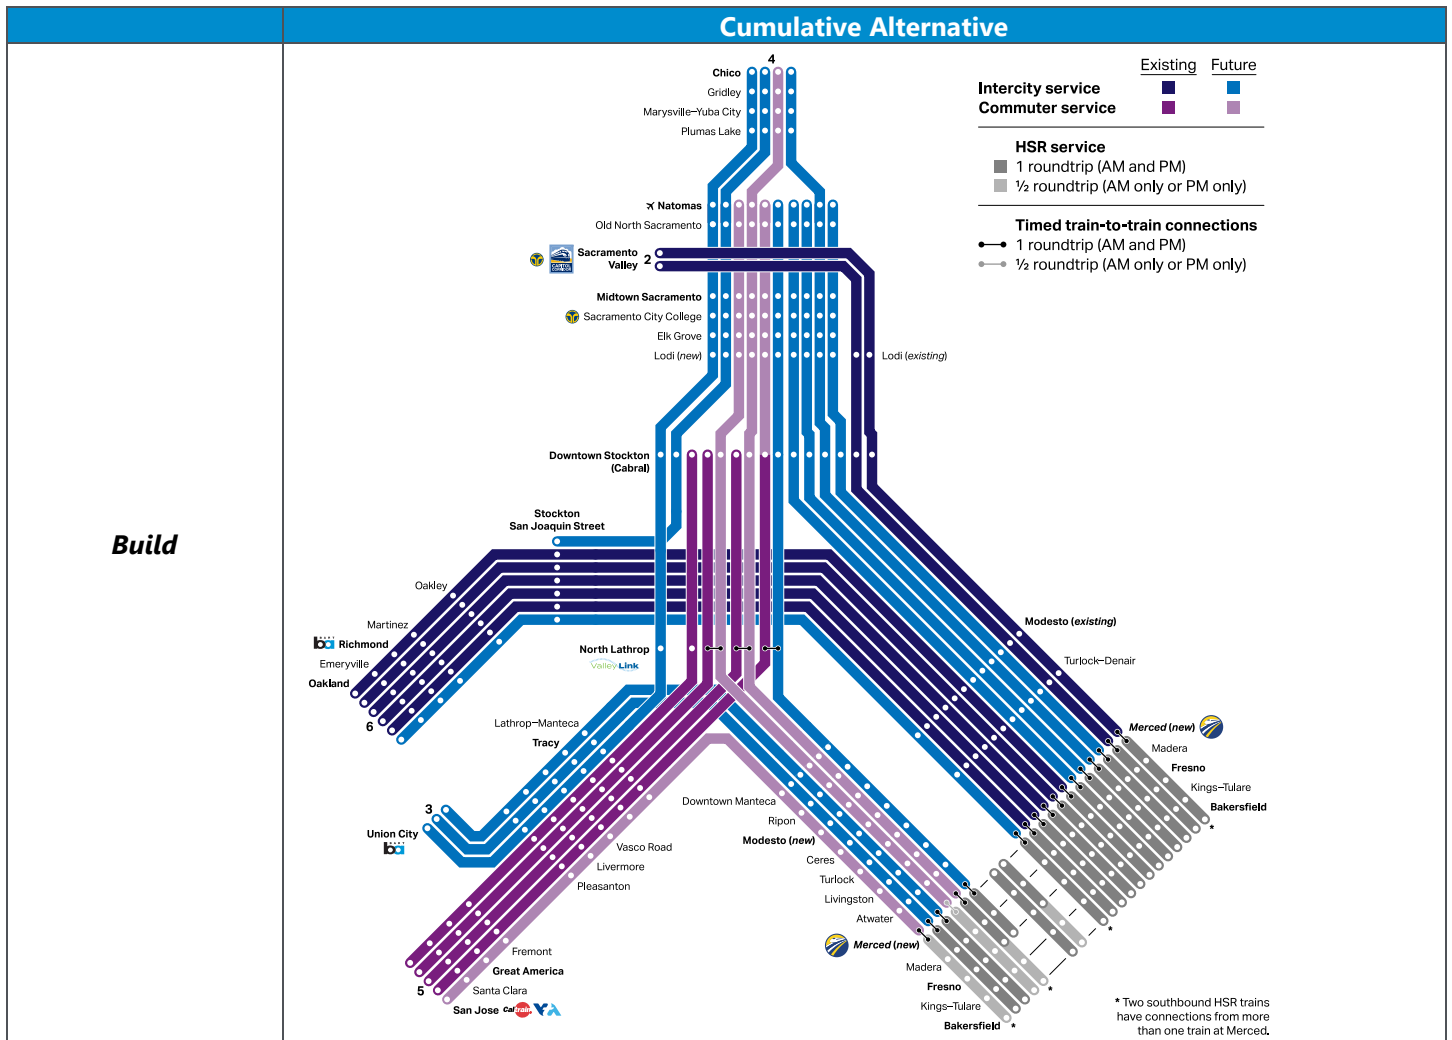 Cumulative Alternative
Build
4
Chico
Gridley
Marysville–Yuba City
Plumas Lake
Natomas
Old North Sacramento
CAPITOL CORRIDOR
Sacramento
Valley
2
Midtown Sacramento
Sacramento City College
Elk Grove
Lodi (new)
Lodi (existing)
Existing Future
Intercity service
Commuter service
HSR service
1 roundtrip (AM and PM)
½ roundtrip (AM only or PM only)
Timed train-to-train connections
1 roundtrip (AM and PM)
½ roundtrip (AM only or PM only)
Downtown Stockton
(Cabral)
Stockton
San Joaquin Street
Oakley
Martinez
ba Richmond
Emeryville
Oakland
6
North Lathrop
Valley Link
Modesto (existing)
Turlock–Denair
Merced (new)
Madera
Fresno
Kings–Tulare
Bakersfield
*
Lathrop–Manteca
Tracy
3
Union City
ba
Vasco Road
Livermore
Pleasanton
Fremont
Great America
5
Santa Clara
San Jose Caltrain VTA
Downtown Manteca
Ripon
Modesto (new)
Ceres
Turlock
Livingston
Atwater
Merced (new)
Madera
Fresno
Kings–Tulare
Bakersfield
*
*
*
* Two southbound HSR trains
have connections from more
than one train at Merced.